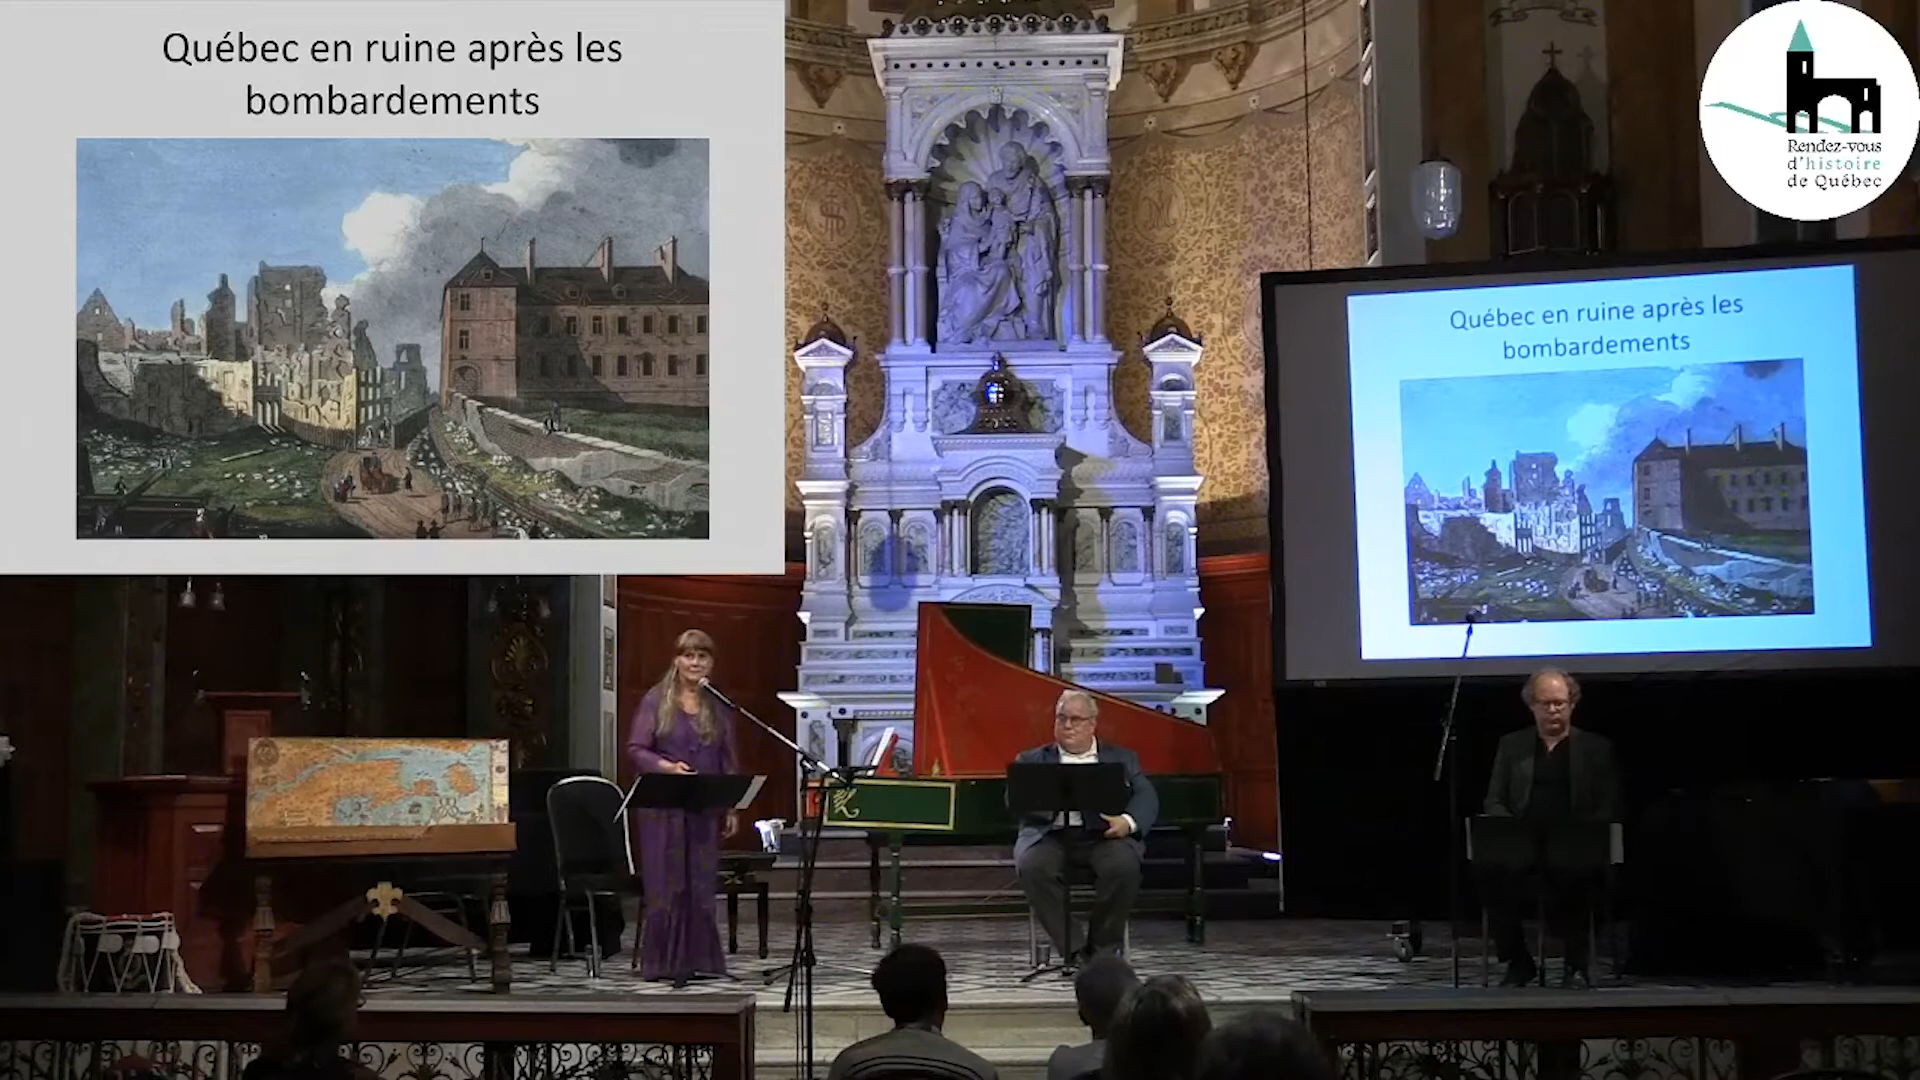 Québec en ruine après les
bombardements
Rendez-vous
d'histoire
de Québec
Québec en ruine après les
bombardements